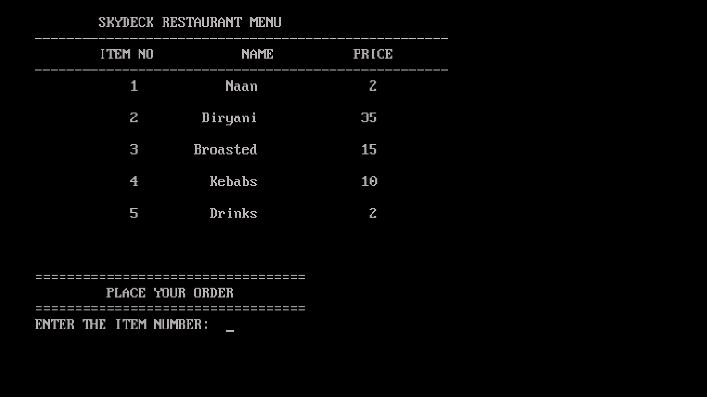 SKYDECK RESTAURANT MENU
----------------------------------------------------
ITEM NO NAME PRICE
----------------------------------------------------
1 Naan 2
2 Diryani 35
3 Broasted 15
4 Kebabs 10
5 Drinks 2
==================================
PLACE YOUR ORDER
==================================
ENTER THE ITEM NUMBER: _